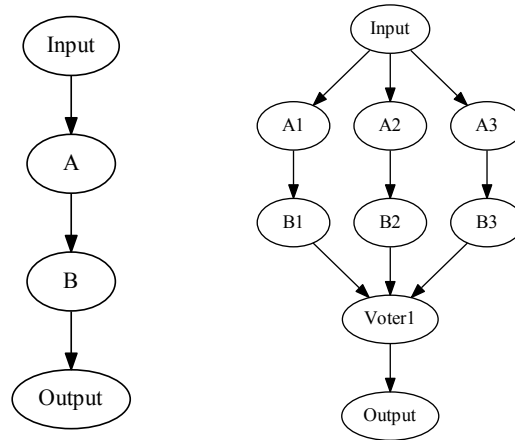 Input
A
B
Output
Input
A1 A2 A3
B1 B2 B3
Voter1
Output